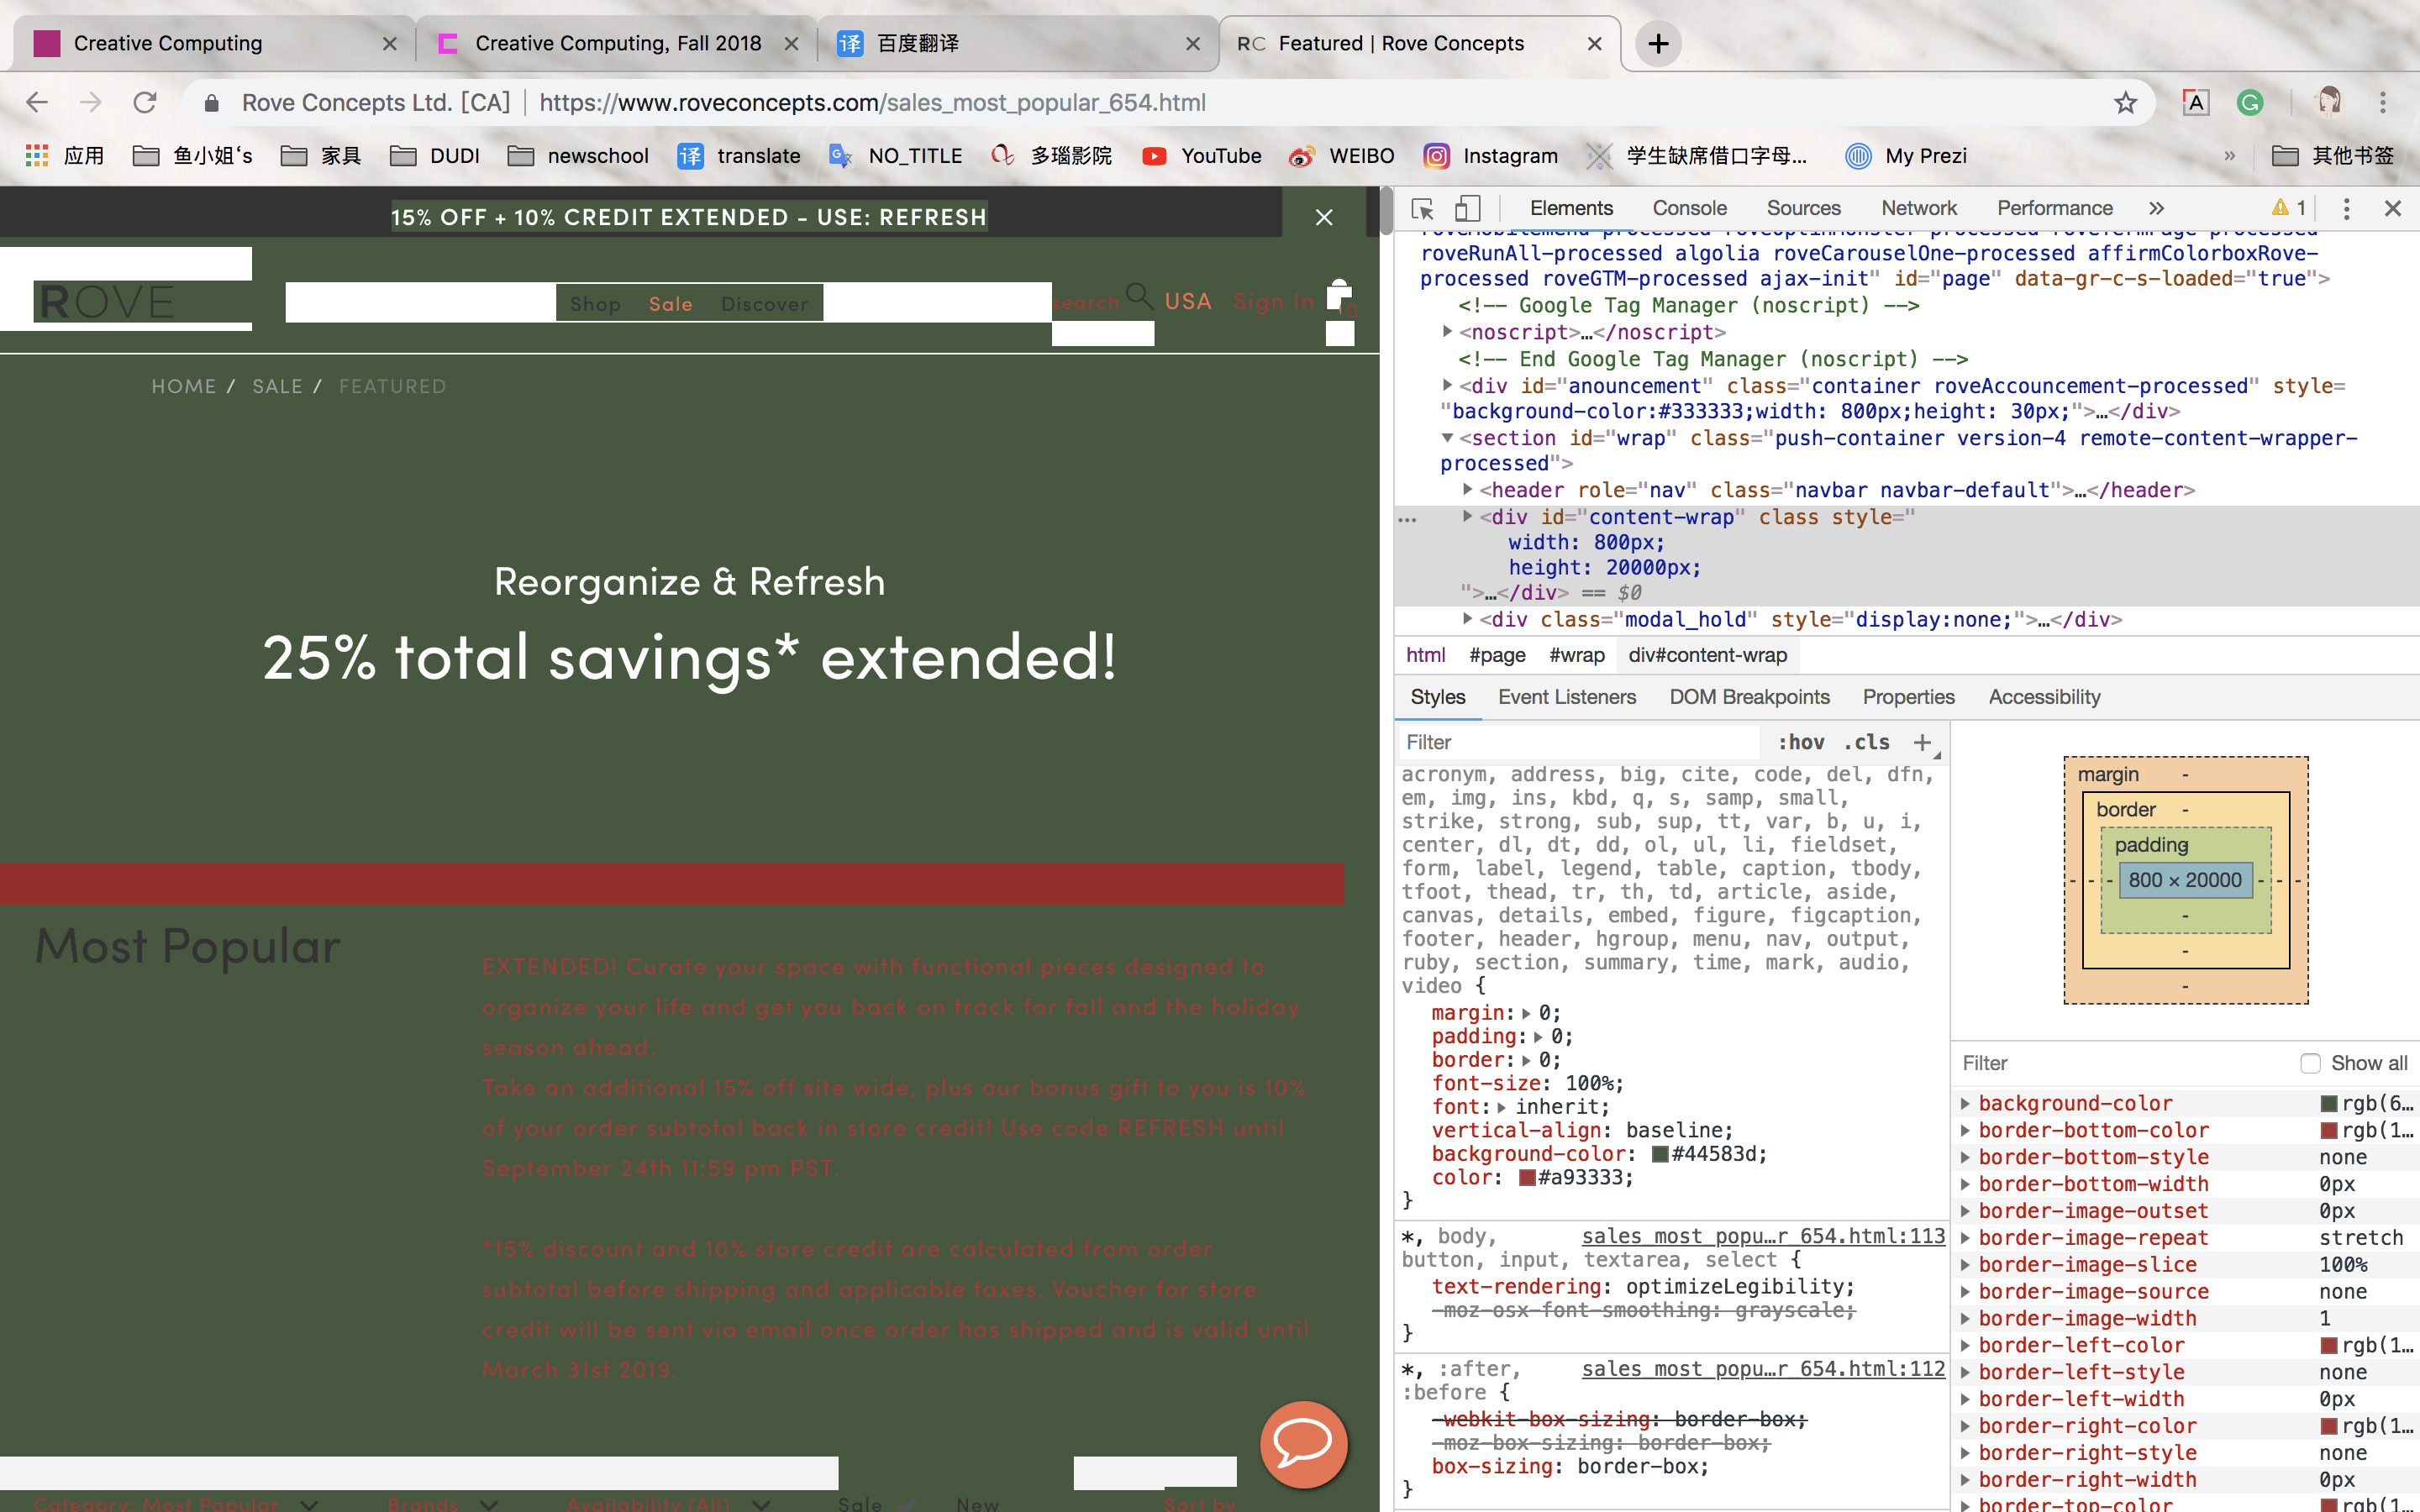 Creative Computing
Creative Computing, Fall 2018
译 百度翻译
RC Featured | Rove Concepts
Rove Concepts Ltd. [CA] | https://www.roveconcepts.com/sales_most_popular_654.html
应用 鱼小姐's 家具 DUDI newschool 译 translate NO_TITLE 多瑙影院 YouTube WEIBO Instagram 学生缺席借口字母... My Prezi » 其他书签
15% OFF + 10% CREDIT EXTENDED - USE: REFRESH
ROVE
Shop Sale Discover
search USA Sign In 0
HOME / SALE / FEATURED
Reorganize & Refresh
25% total savings* extended!
Most Popular
EXTENDED! Curate your space with functional pieces designed to
organize your life and get you back on track for fall and the holiday
season ahead.
Take an additional 15% off site wide, plus our bonus gift to you is 10%
of your order subtotal back in store credit! Use code REFRESH until
September 24th 11:59 pm PST.
*15% discount and 10% store credit are calculated from order
subtotal before shipping and applicable taxes. Voucher for store
credit will be sent via email once order has shipped and is valid until
March 31st 2019.
Category: Most Popular Brands Availability (All) Sale New Sort by
Elements Console Sources Network Performance » 1
roveRunAll-processed algolia roveCarouselOne-processed affirmColorboxRove-
processed roveGTM-processed ajax-init" id="page" data-gr-c-s-loaded="true">
<!-- Google Tag Manager (noscript) -->
<noscript>…</noscript>
<!-- End Google Tag Manager (noscript) -->
<div id="anouncement" class="container roveAccouncement-processed" style=
"background-color:#333333;width: 800px;height: 30px;">…</div>
<section id="wrap" class="push-container version-4 remote-content-wrapper-
processed">
<header role="nav" class="navbar navbar-default">…</header>
<div id="content-wrap" class style="
width: 800px;
height: 20000px;
">…</div> == $0
<div class="modal_hold" style="display:none;">…</div>
html #page #wrap div#content-wrap
Styles Event Listeners DOM Breakpoints Properties Accessibility
Filter :hov .cls +
acronym, address, big, cite, code, del, dfn,
em, img, ins, kbd, q, s, samp, small,
strike, strong, sub, sup, tt, var, b, u, i,
center, dl, dt, dd, ol, ul, li, fieldset,
form, label, legend, table, caption, tbody,
tfoot, thead, tr, th, td, article, aside,
canvas, details, embed, figure, figcaption,
footer, header, hgroup, menu, nav, output,
ruby, section, summary, time, mark, audio,
video {
margin: 0;
padding: 0;
border: 0;
font-size: 100%;
font: inherit;
vertical-align: baseline;
background-color: #44583d;
color: #a93333;
}
*, body, sales_most_popu…r_654.html:113
button, input, textarea, select {
text-rendering: optimizeLegibility;
-moz-osx-font-smoothing: grayscale;
}
*, :after, sales_most_popu…r_654.html:112
:before {
-webkit-box-sizing: border-box;
-moz-box-sizing: border-box;
box-sizing: border-box;
}
margin -
border -
padding -
800 × 20000
Filter Show all
background-color rgb(6…
border-bottom-color rgb(1…
border-bottom-style none
border-bottom-width 0px
border-image-outset 0px
border-image-repeat stretch
border-image-slice 100%
border-image-source none
border-image-width 1
border-left-color rgb(1…
border-left-style none
border-left-width 0px
border-right-color rgb(1…
border-right-style none
border-right-width 0px
border-top-color rgb(1…